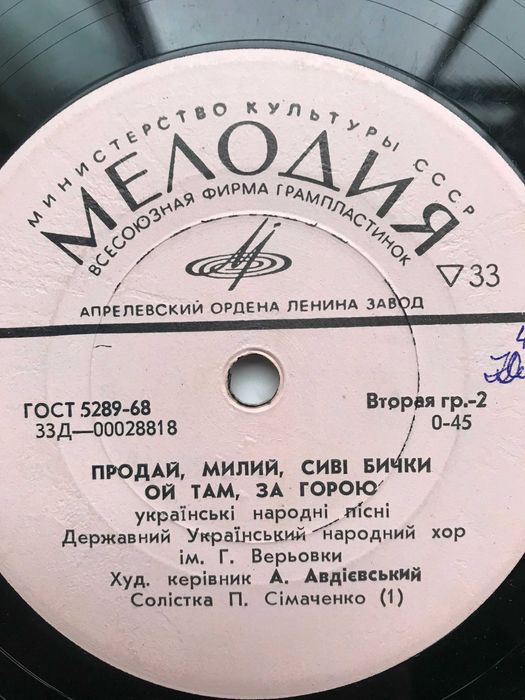 МИНИСТЕРСТВО КУЛЬТУРЫ СССР
МЕЛОДИЯ
ВСЕСОЮЗНАЯ ФИРМА ГРАМПЛАСТИНОК
▽33
АПРЕЛЕВСКИЙ ОРДЕНА ЛЕНИНА ЗАВОД
ГОСТ 5289-68
Вторая гр.-2
33Д—00028818
0-45
ПРОДАЙ, МИЛИЙ, СИВІ БИЧКИ
ОЙ ТАМ, ЗА ГОРОЮ
українські народні пісні
Державний Український народний хор
ім. Г. Верьовки
Худ. керівник А. Авдієвський
Солістка П. Сімаченко (1)